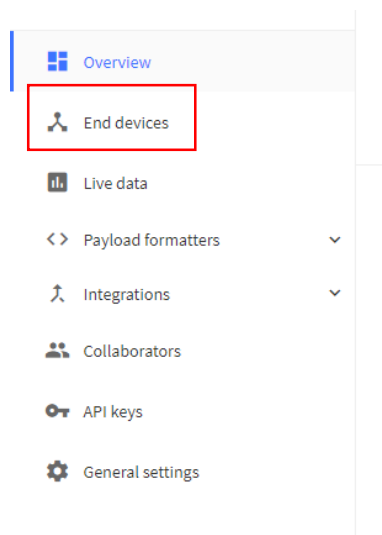 Overview
End devices
Live data
Payload formatters
Integrations
Collaborators
API keys
General settings